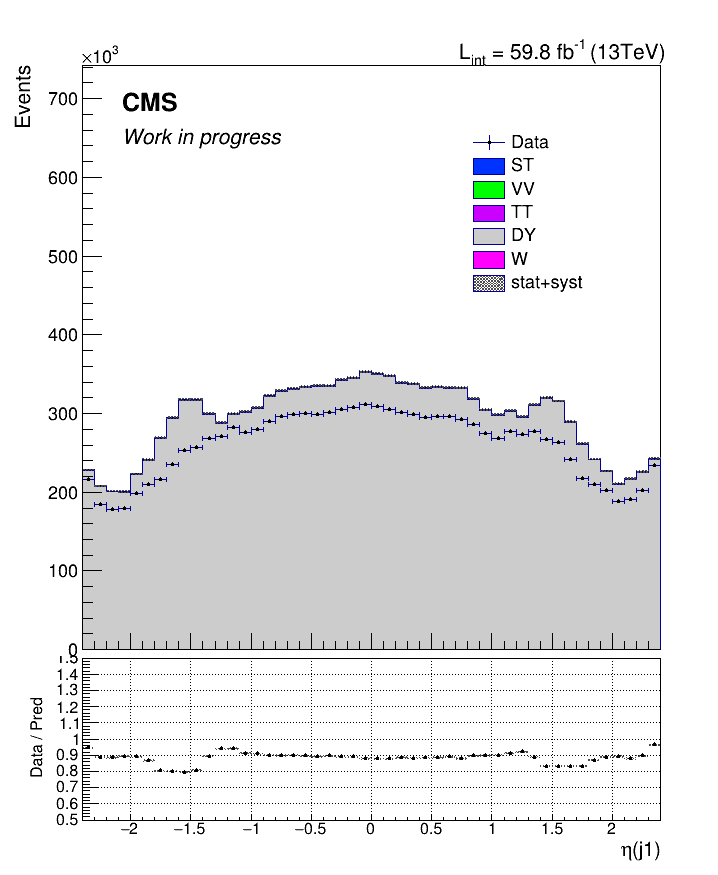 ×10³
L_int = 59.8 fb⁻¹ (13TeV)
Events
CMS
Work in progress
Data
ST
VV
TT
DY
W
stat+syst
700
600
500
400
300
200
100
0
Data / Pred
1.5
1.4
1.3
1.2
1.1
1
0.9
0.8
0.7
0.6
0.5
−2 −1.5 −1 −0.5 0 0.5 1 1.5 2
η(j1)